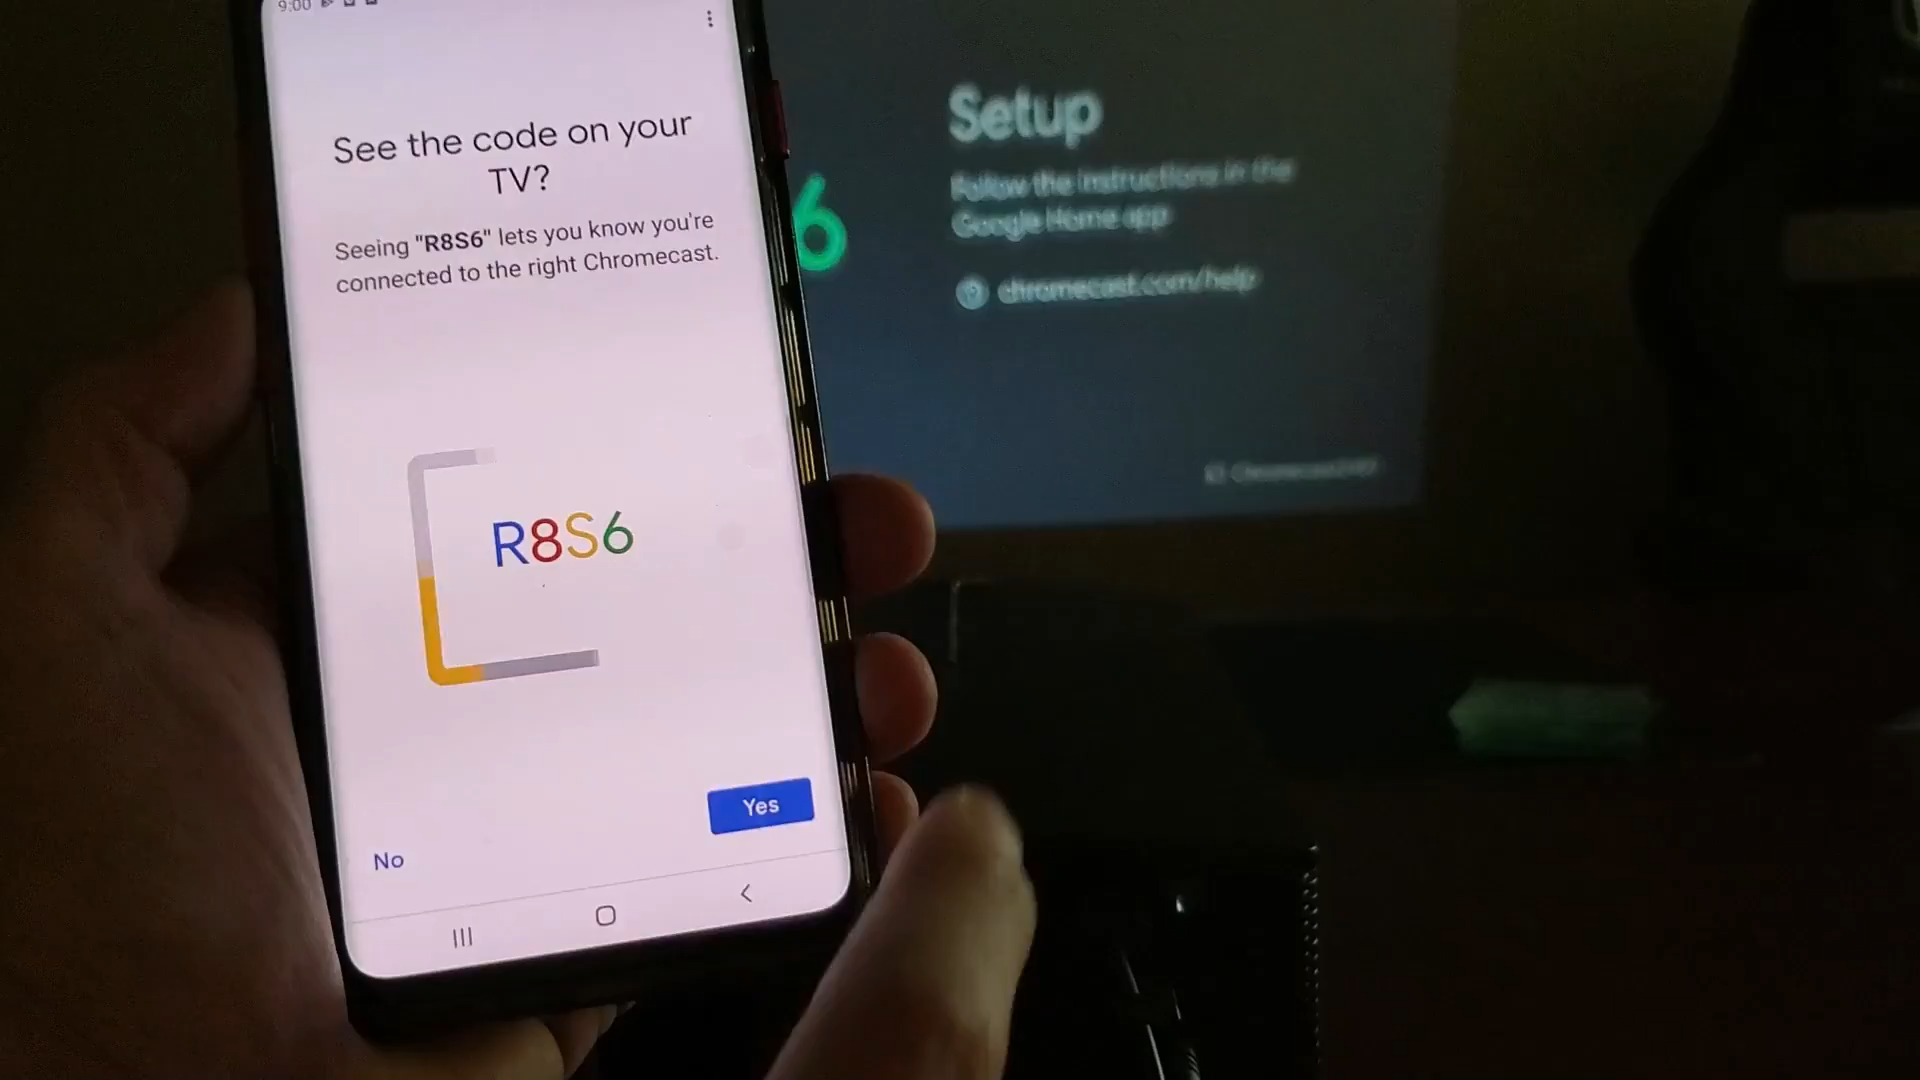 9:00
See the code on your
TV?
Seeing "R8S6" lets you know you're
connected to the right Chromecast.
R8S6
Yes
No
6
Setup
Follow the instructions in the
Google Home app
chromecast.com/help